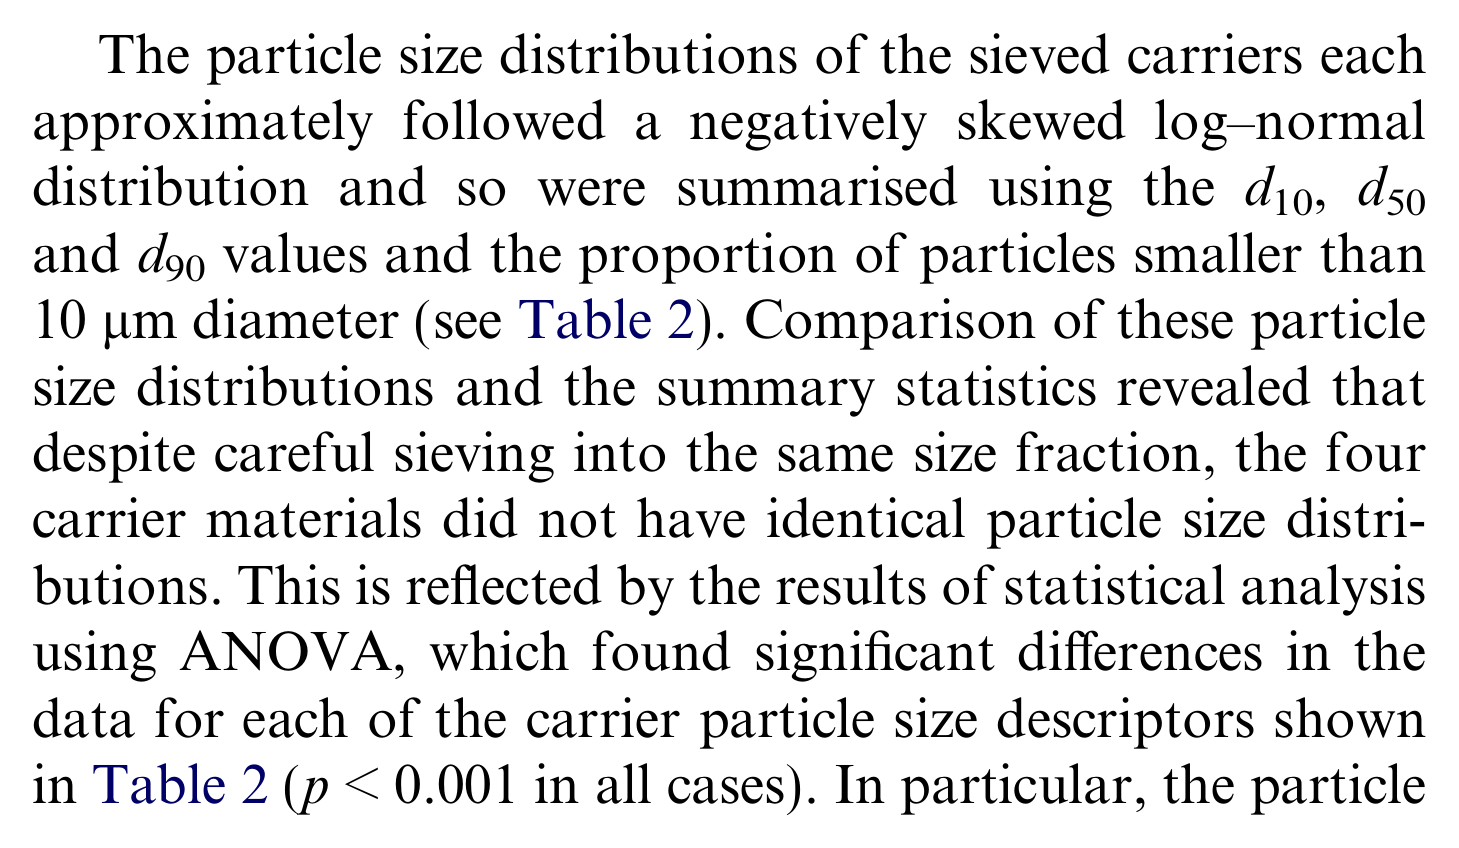 The particle size distributions of the sieved carriers each
approximately followed a negatively skewed log–normal
distribution and so were summarised using the d10, d50
and d90 values and the proportion of particles smaller than
10 μm diameter (see Table 2). Comparison of these particle
size distributions and the summary statistics revealed that
despite careful sieving into the same size fraction, the four
carrier materials did not have identical particle size distri-
butions. This is reflected by the results of statistical analysis
using ANOVA, which found significant differences in the
data for each of the carrier particle size descriptors shown
in Table 2 (p < 0.001 in all cases). In particular, the particle